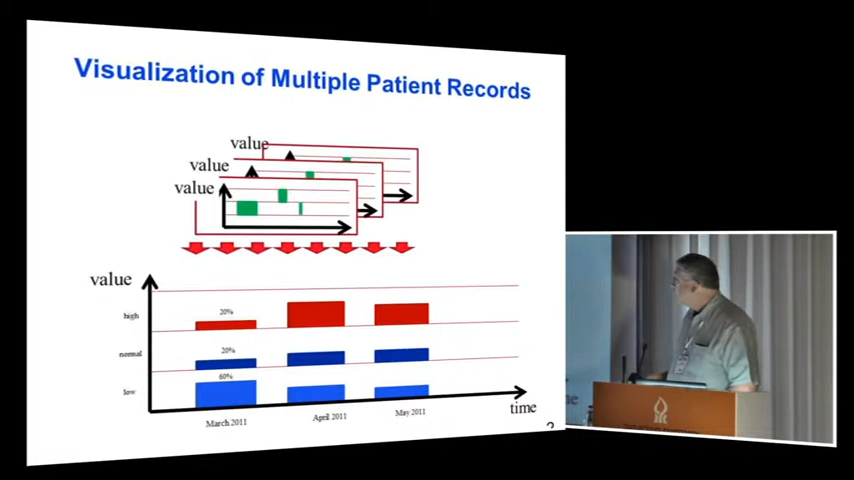 Visualization of Multiple Patient Records
value
value
value
value
high
20%
normal
20%
60%
low
time
March 2011
April 2011
May 2011
2